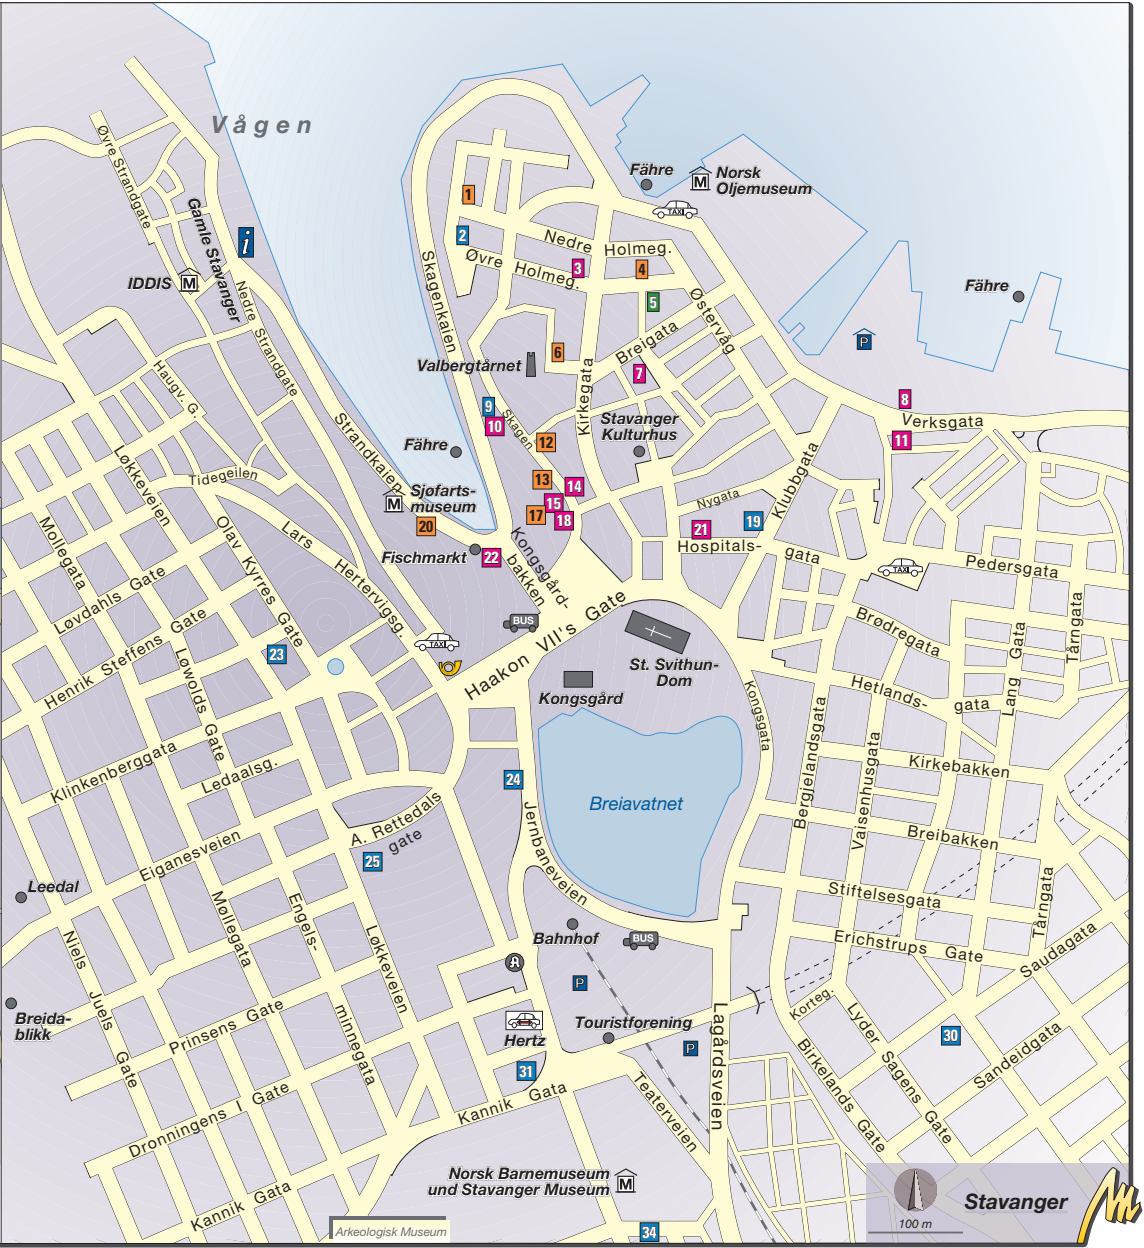 Vågen
Fähre
Norsk
Oljemuseum
TAXI
Øvre Strandgate
Gamle Stavanger
i
IDDIS
M
M
1
2
Nedre Holmeg.
Øvre Holmeg.
3
4
5
Skagenkaien
Østervåg
Fähre
P
Nedre Strandgate
Valbergtårnet
6
Breigata
7
Kirkegata
Haugv. G.
Strandkaien
9
10
Skagen
Stavanger
Kulturhus
8
Verksgata
11
Fähre
12
Løkkeveien
Tidegeilen
Sjøfarts-
museum
M
13
14
15
17
18
20
Nygata
Klubbgata
19
21
Hospitals-
gata
Mollegata
Olav Kyrres Gate
Lars Hertervigsg.
Fischmarkt
22
Kongsgård-
bakken
TAXI
Pedersgata
Løvdahls Gate
BUS
Haakon VII's Gate
St. Svithun-
Dom
Brødregata
Tårngata
Henrik Steffens Gate
23
TAXI
Løwolds Gate
Kongsgård
Kongsgata
Hetlands-
gata
Lang Gata
Klinkenberggata
Ledaalsg.
24
Breiavatnet
Bergjelandsgata
Vaisenhusgata
Kirkebakken
A. Rettedals
gate
Jernbaneveien
Breibakken
Eiganesveien
25
Leedal
Stiftelsesgata
Tårngata
Møllegata
Engels-
minnegata
Løkkeveien
Bahnhof
BUS
Erichstrups Gate
Saudagata
Niels Juels Gate
P
Breida-
blikk
Prinsens Gate
Hertz
Touristforening
P
Lagårdsveien
Korteg.
Lyder Sagens Gate
30
Birkelands Gate
Sandeidgata
31
Kannik Gata
Teaterveien
Dronningens I Gate
Norsk Barnemuseum
und Stavanger Museum
M
Kannik Gata
Arkeologisk Museum
34
100 m
Stavanger